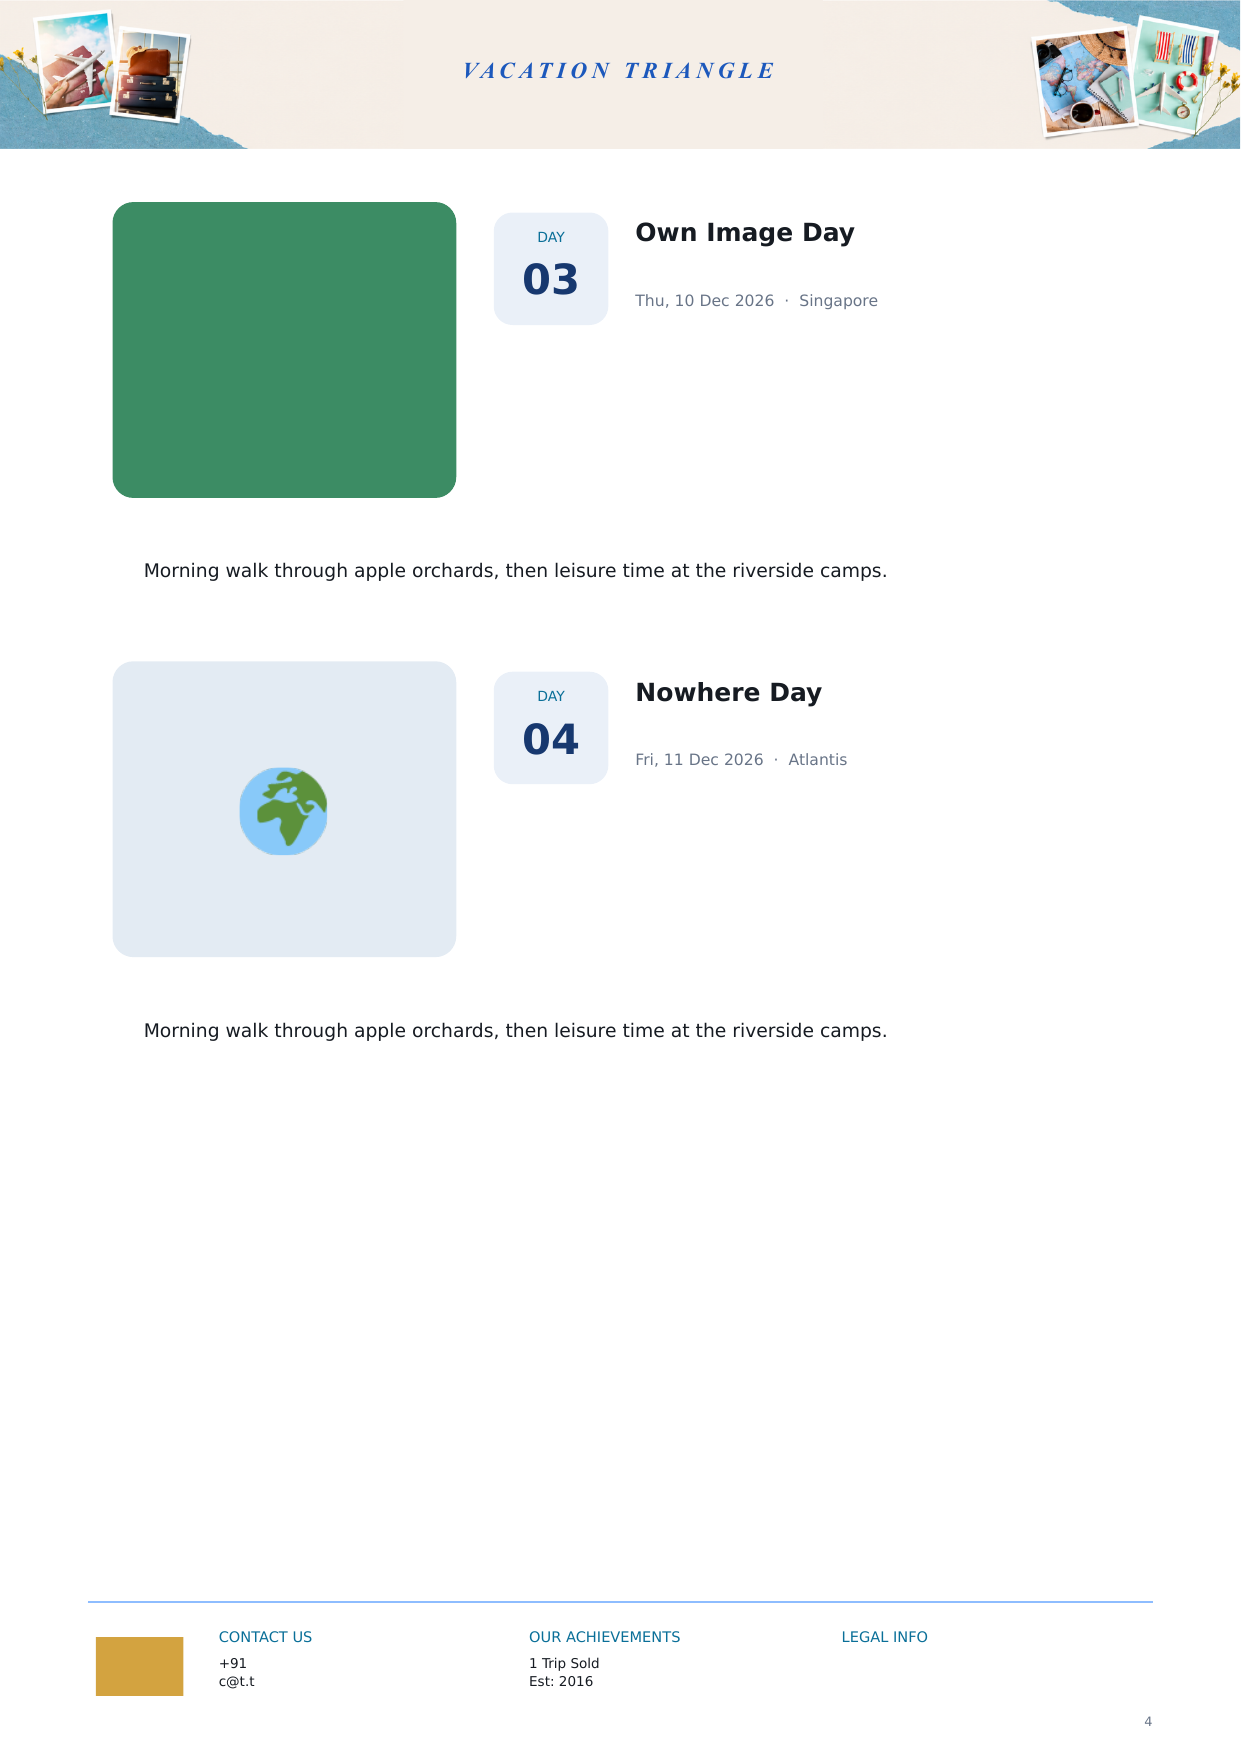 VACATION TRIANGLE
DAY
03
Own Image Day
Thu, 10 Dec 2026 · Singapore
Morning walk through apple orchards, then leisure time at the riverside camps.
DAY
04
Nowhere Day
Fri, 11 Dec 2026 · Atlantis
Morning walk through apple orchards, then leisure time at the riverside camps.
CONTACT US
+91
c@t.t
OUR ACHIEVEMENTS
1 Trip Sold
Est: 2016
LEGAL INFO
4